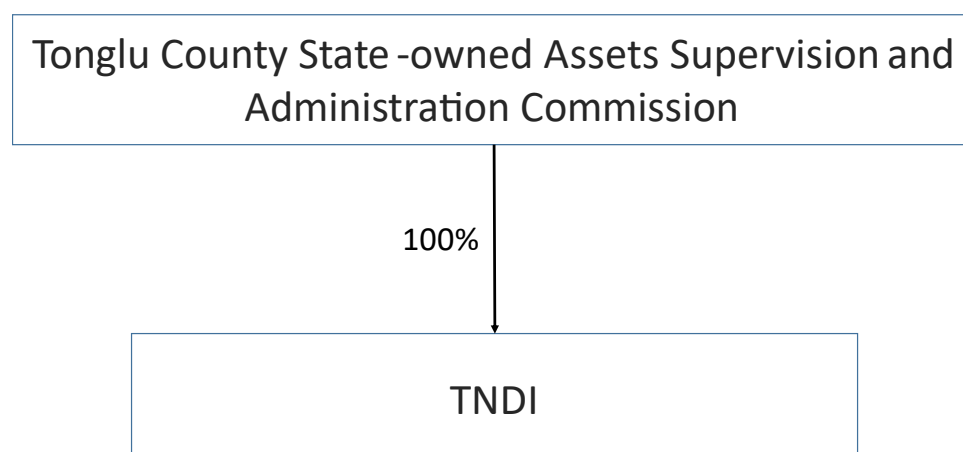 Tonglu County State -owned Assets Supervision and
Administration Commission
100%
TNDI